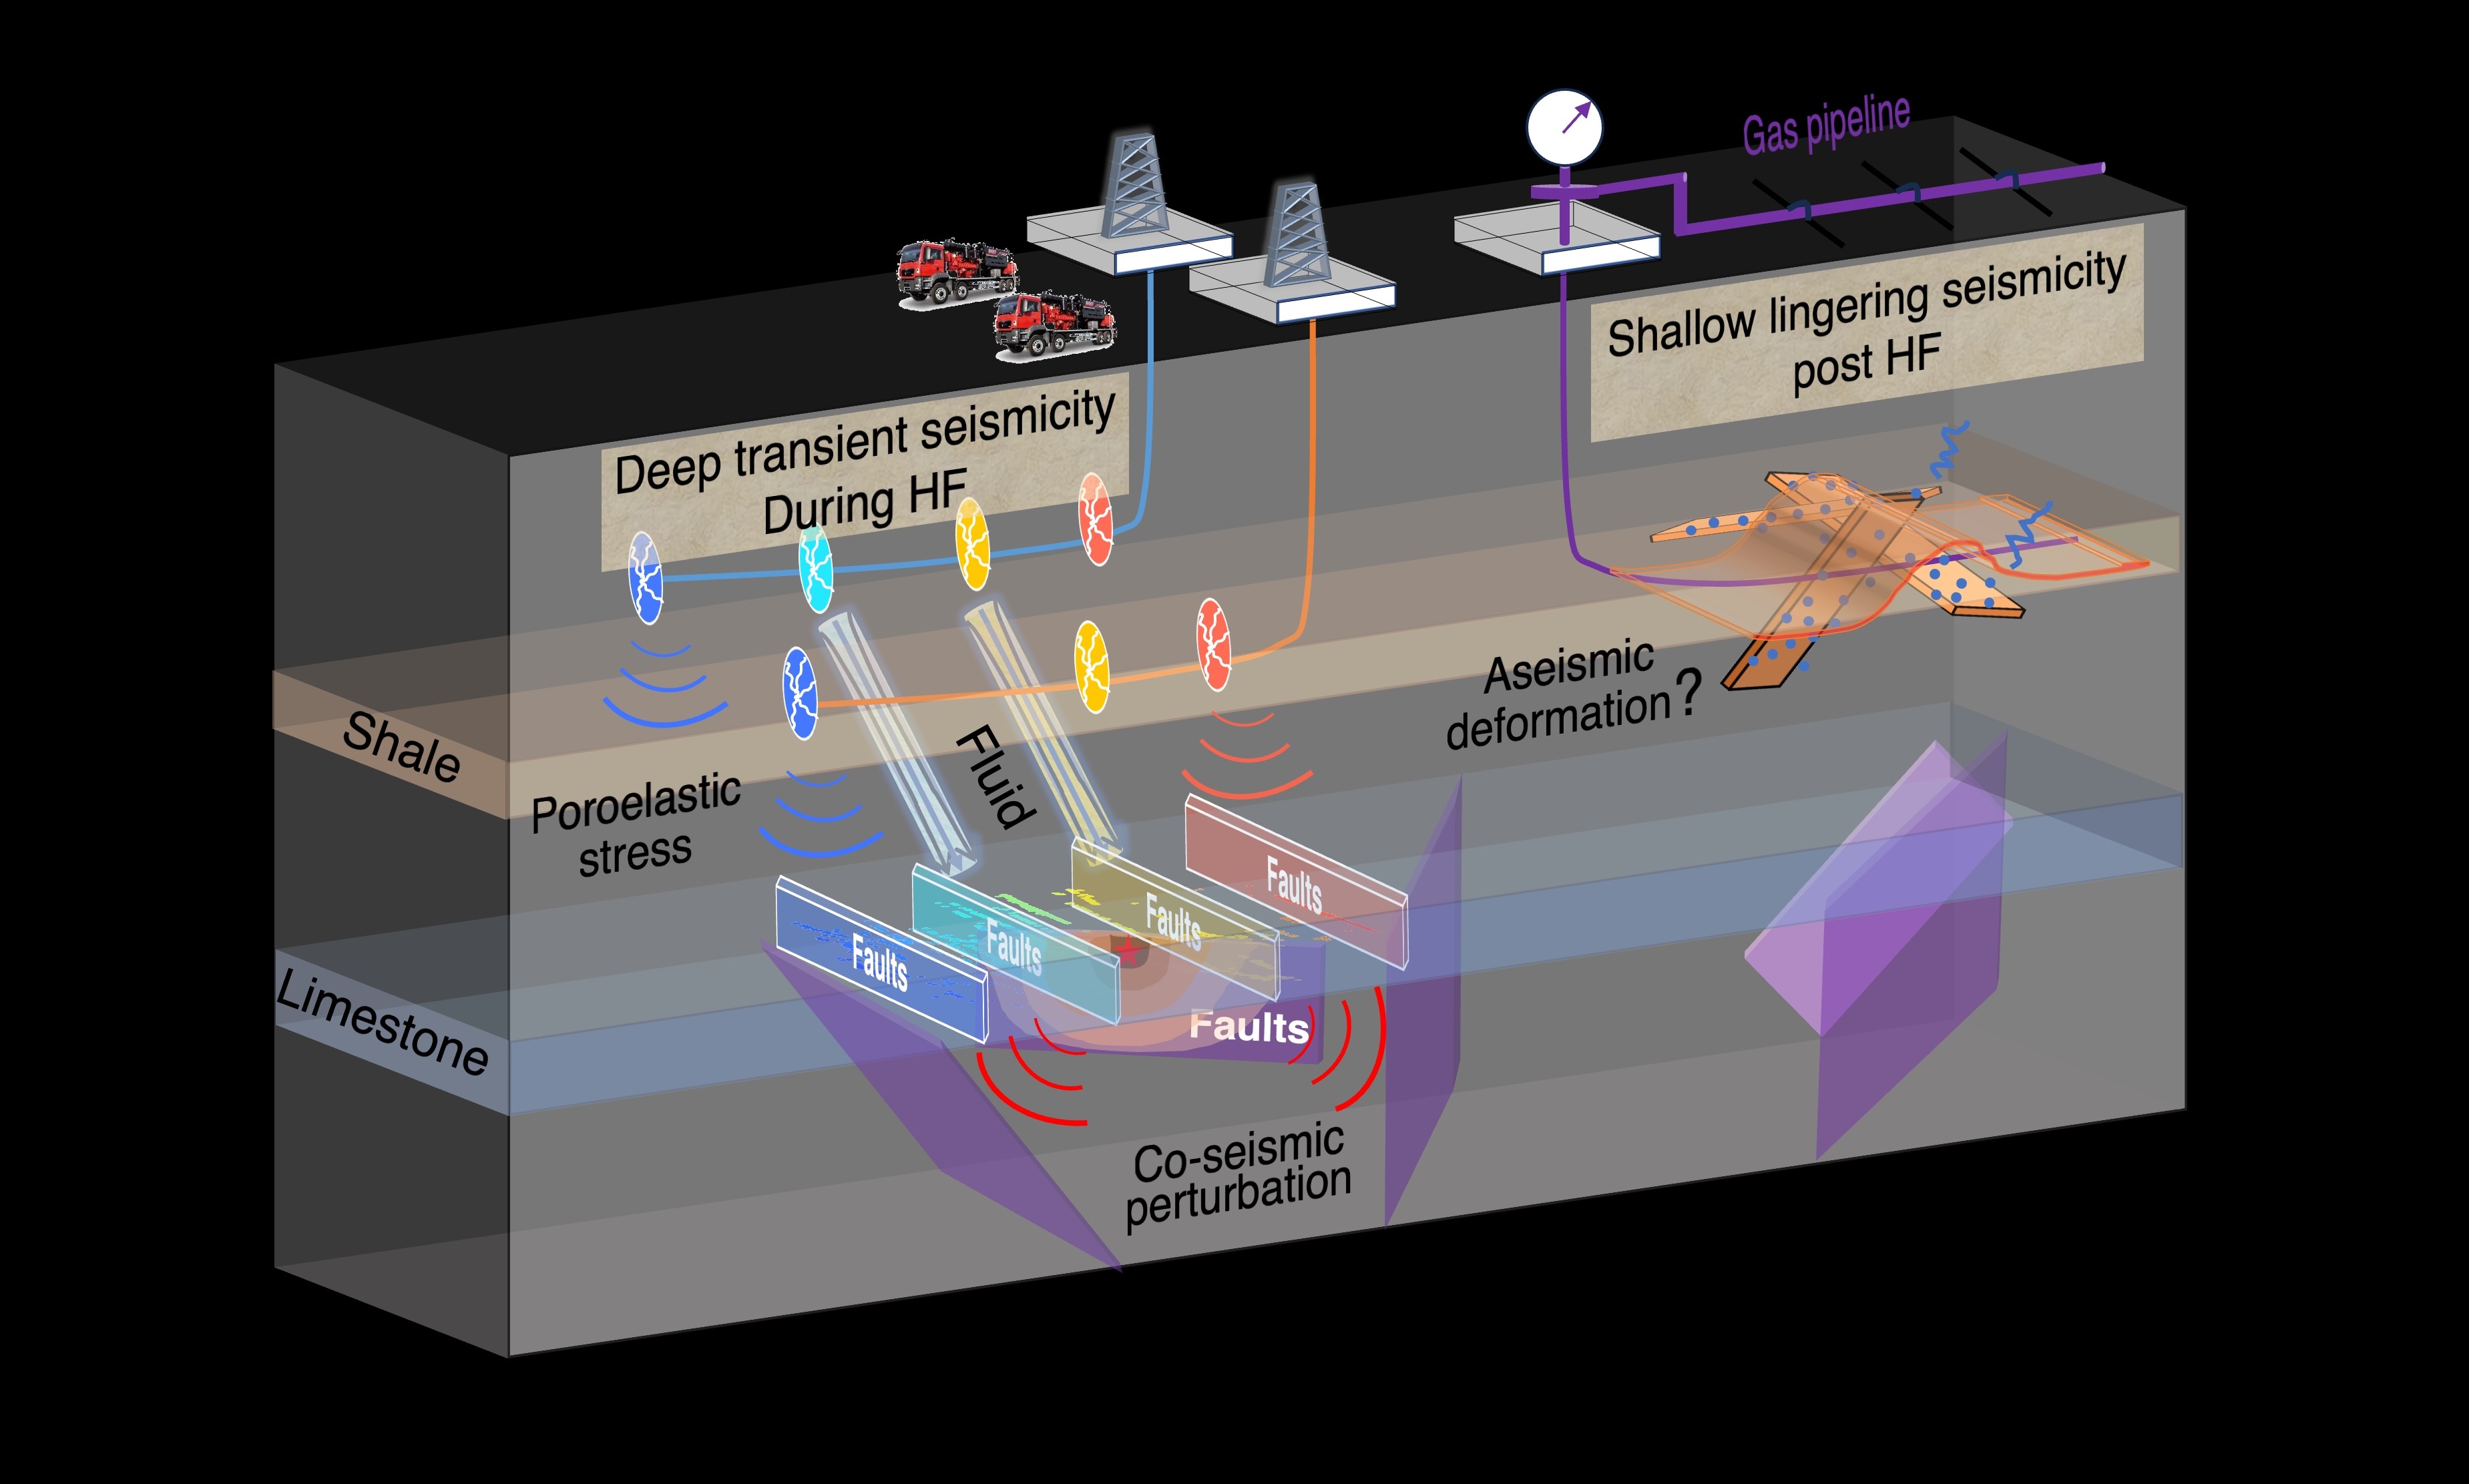 Gas pipeline
Shallow lingering seismicity
post HF
Deep transient seismicity
During HF
Shale
Aseismic
deformation?
Fluid
Poroelastic
stress
Faults
Faults
Faults
Faults
Limestone
Faults
Co-seismic
perturbation